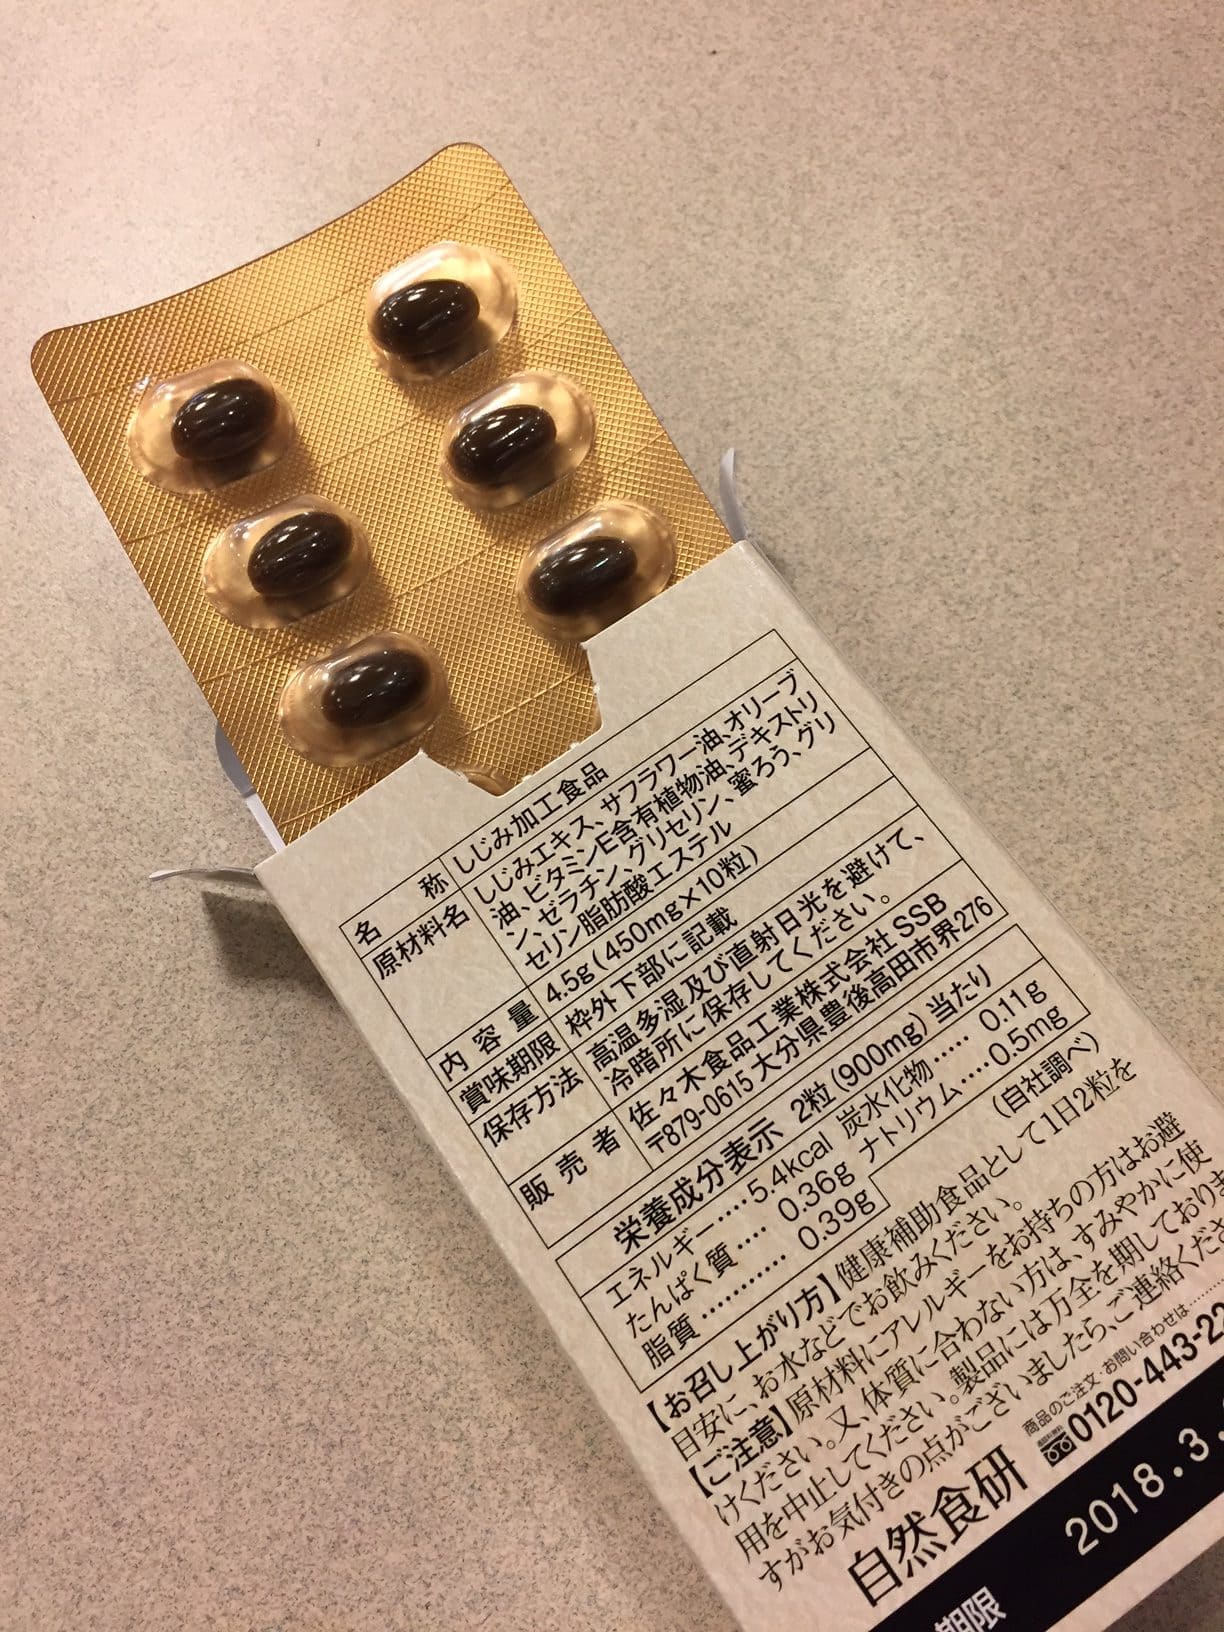 名 称 しじみ加工食品
原材料名 しじみエキス、サフラワー油、オリーブ
油、ビタミンE含有植物油、デキストリ
ン、ゼラチン、グリセリン、蜜ろう、グリ
セリン脂肪酸エステル
内容量 4.5g(450mg×10粒)
賞味期限 枠外下部に記載
保存方法 高温多湿及び直射日光を避けて、
冷暗所に保存してください。
販売者 佐々木食品工業株式会社 SSB
〒879-0615 大分県豊後高田市界276
栄養成分表示 2粒(900mg)当たり
エネルギー……5.4kcal 炭水化物…… 0.11g
たんぱく質…… 0.36g ナトリウム……0.5mg
脂質………… 0.39g (自社調べ)
【お召し上がり方】健康補助食品として1日2粒を
目安に、お水などでお飲みください。
【ご注意】原材料にアレルギーをお持ちの方はお避
けください。又、体質に合わない方は、すみやかに使
用を中止してください。製品には万全を期しておりま
すがお気付きの点がございましたら、ご連絡くださ
商品のご注文・お問い合わせは
0120-443-22
自然食研
期限 2018.3.